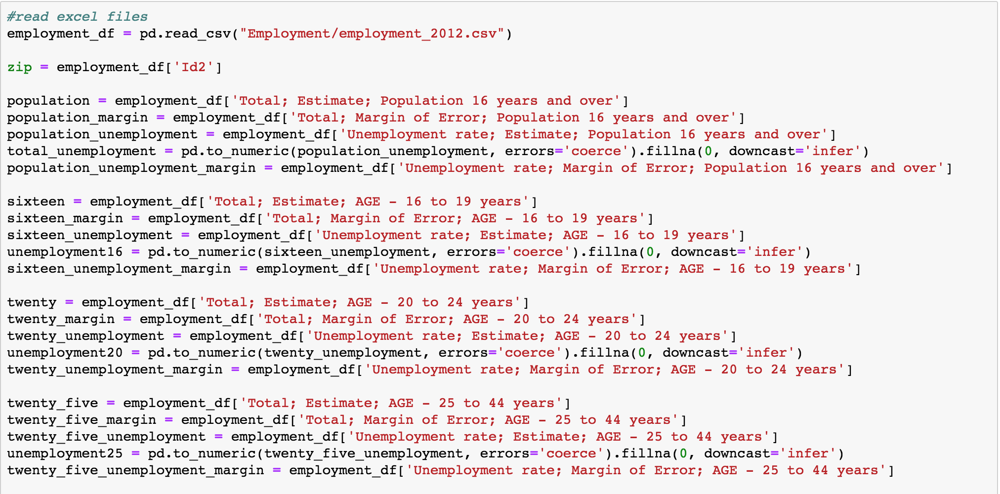 #read excel files
employment_df = pd.read_csv("Employment/employment_2012.csv")
zip = employment_df['Id2']
population = employment_df['Total; Estimate; Population 16 years and over']
population_margin = employment_df['Total; Margin of Error; Population 16 years and over']
population_unemployment = employment_df['Unemployment rate; Estimate; Population 16 years and over']
total_unemployment = pd.to_numeric(population_unemployment, errors='coerce').fillna(0, downcast='infer')
population_unemployment_margin = employment_df['Unemployment rate; Margin of Error; Population 16 years and over']
sixteen = employment_df['Total; Estimate; AGE - 16 to 19 years']
sixteen_margin = employment_df['Total; Margin of Error; AGE - 16 to 19 years']
sixteen_unemployment = employment_df['Unemployment rate; Estimate; AGE - 16 to 19 years']
unemployment16 = pd.to_numeric(sixteen_unemployment, errors='coerce').fillna(0, downcast='infer')
sixteen_unemployment_margin = employment_df['Unemployment rate; Margin of Error; AGE - 16 to 19 years']
twenty = employment_df['Total; Estimate; AGE - 20 to 24 years']
twenty_margin = employment_df['Total; Margin of Error; AGE - 20 to 24 years']
twenty_unemployment = employment_df['Unemployment rate; Estimate; AGE - 20 to 24 years']
unemployment20 = pd.to_numeric(twenty_unemployment, errors='coerce').fillna(0, downcast='infer')
twenty_unemployment_margin = employment_df['Unemployment rate; Margin of Error; AGE - 20 to 24 years']
twenty_five = employment_df['Total; Estimate; AGE - 25 to 44 years']
twenty_five_margin = employment_df['Total; Margin of Error; AGE - 25 to 44 years']
twenty_five_unemployment = employment_df['Unemployment rate; Estimate; AGE - 25 to 44 years']
unemployment25 = pd.to_numeric(twenty_five_unemployment, errors='coerce').fillna(0, downcast='infer')
twenty_five_unemployment_margin = employment_df['Unemployment rate; Margin of Error; AGE - 25 to 44 years']